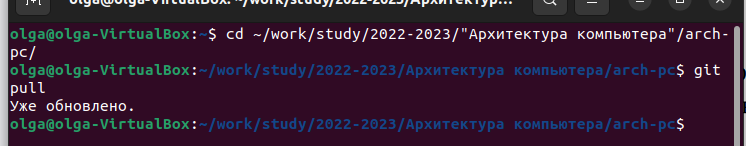 olga@olga-VirtualBox: ~/work/study/2022-2023/Архитектур...
olga@olga-VirtualBox:~$ cd ~/work/study/2022-2023/"Архитектура компьютера"/arch-
pc/
olga@olga-VirtualBox:~/work/study/2022-2023/Архитектура компьютера/arch-pc$ git
pull
Уже обновлено.
olga@olga-VirtualBox:~/work/study/2022-2023/Архитектура компьютера/arch-pc$